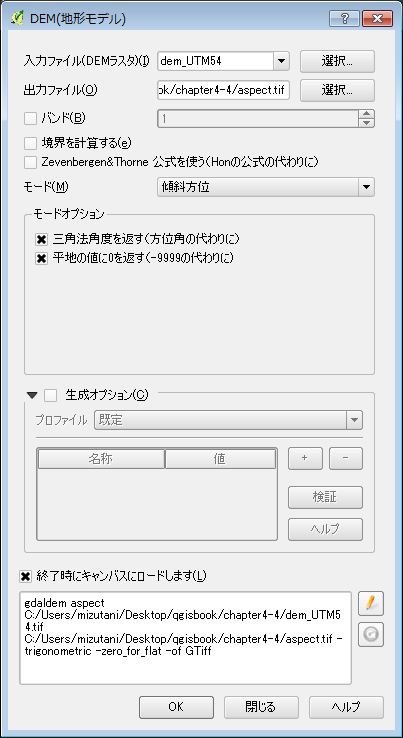 DEM(地形モデル)
入力ファイル(DEMラスタ)(I) dem_UTM54 選択...
出力ファイル(O) ok/chapter4-4/aspect.tif 選択...
バンド(B) 1
境界を計算する(e)
Zevenbergen&Thorne 公式を使う(Honの公式の代わりに)
モード(M) 傾斜方位
モードオプション
三角法角度を返す(方位角の代わりに)
平地の値に0を返す(-9999の代わりに)
生成オプション(C)
プロファイル 既定
名称 値 + -
検証
ヘルプ
終了時にキャンバスにロードします(L)
gdaldem aspect
C:/Users/mizutani/Desktop/qgisbook/chapter4-4/dem_UTM5
4.tif
C:/Users/mizutani/Desktop/qgisbook/chapter4-4/aspect.tif -
trigonometric -zero_for_flat -of GTiff
OK 閉じる ヘルプ